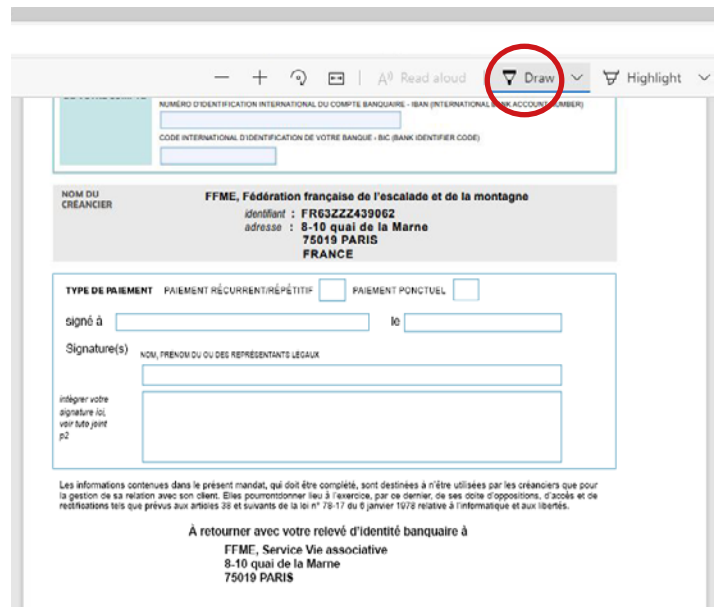 Read aloud
Draw
Highlight
NUMÉRO D'IDENTIFICATION INTERNATIONAL DU COMPTE BANQUAIRE - IBAN (INTERNATIONAL BANK ACCOUNT NUMBER)
CODE INTERNATIONAL D'IDENTIFICATION DE VOTRE BANQUE - BIC (BANK IDENTIFIER CODE)
NOM DU
CRÉANCIER
FFME, Fédération française de l'escalade et de la montagne
identifiant : FR63ZZZ439062
adresse : 8-10 quai de la Marne
75019 PARIS
FRANCE
TYPE DE PAIEMENT PAIEMENT RÉCURRENT/RÉPÉTITIF PAIEMENT PONCTUEL
signé à le
Signature(s) NOM, PRÉNOM DU OU DES REPRÉSENTANTS LÉGAUX
intégrer votre
signature ici,
voir tuto joint
p2
Les informations contenues dans le présent mandat, qui doit être complété, sont destinées à n'être utilisées par les créanciers que pour
la gestion de sa relation avec son client. Elles pourrontdonner lieu à l'exercice, par ce dernier, de ses doits d'oppositions, d'accès et de
rectifications tels que prévus aux articles 38 et suivants de la loi n° 78-17 du 6 janvier 1978 relative à l'informatique et aux libertés.
À retourner avec votre relevé d'identité banquaire à
FFME, Service Vie associative
8-10 quai de la Marne
75019 PARIS